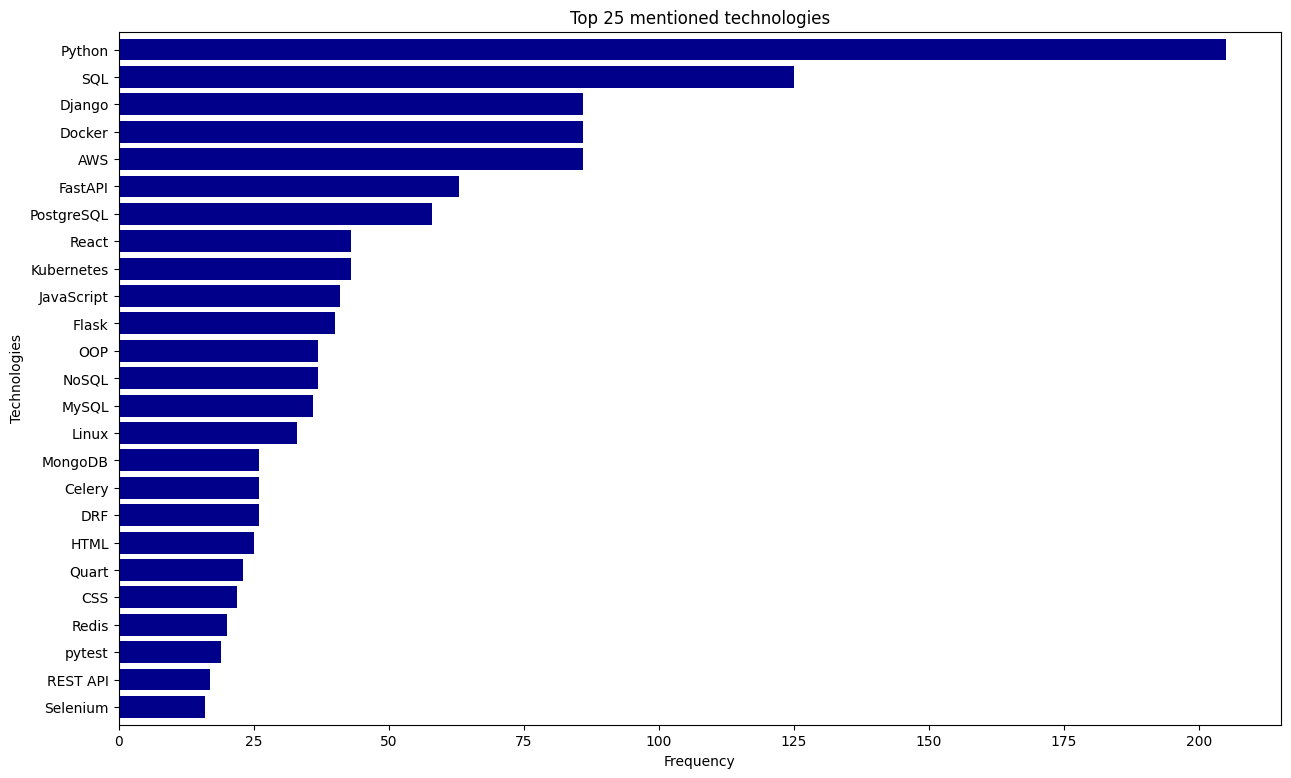 Top 25 mentioned technologies
Python
SQL
Django
Docker
AWS
FastAPI
PostgreSQL
React
Kubernetes
JavaScript
Flask
OOP
NoSQL
MySQL
Linux
MongoDB
Celery
DRF
HTML
Quart
CSS
Redis
pytest
REST API
Selenium
Technologies
0 25 50 75 100 125 150 175 200
Frequency